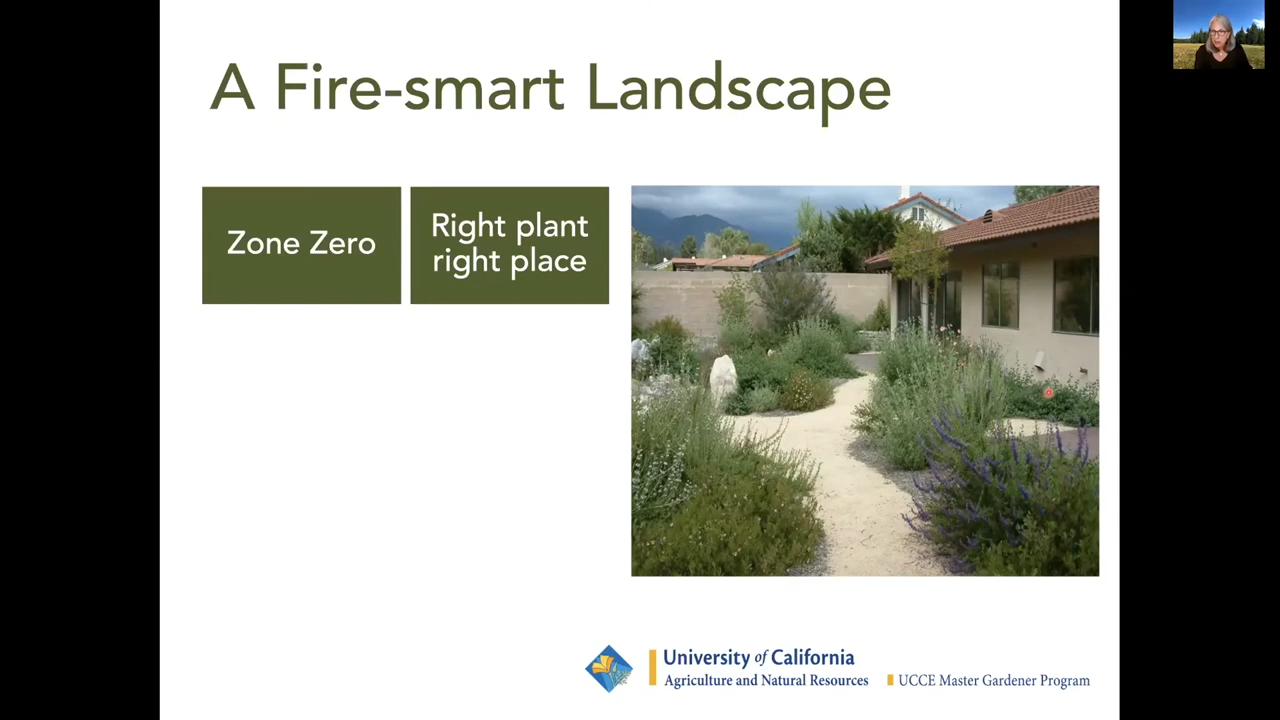 A Fire-smart Landscape
Zone Zero
Right plant
right place
University of California
Agriculture and Natural Resources
UCCE Master Gardener Program